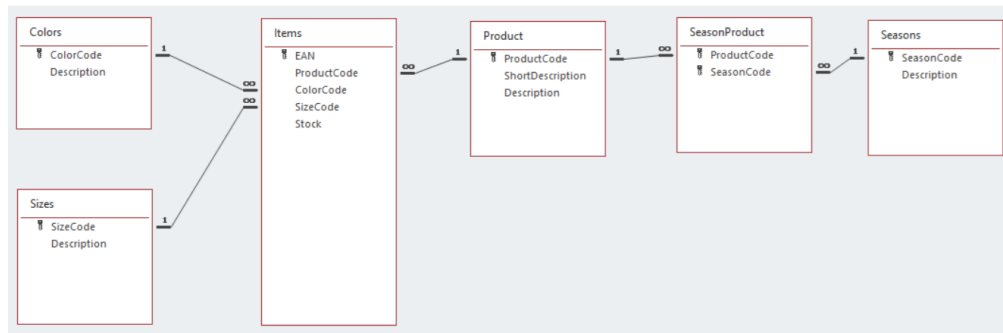 Colors
ColorCode
Description
Sizes
SizeCode
Description
1
1
∞
∞
Items
EAN
ProductCode
ColorCode
SizeCode
Stock
∞
1
Product
ProductCode
ShortDescription
Description
1
∞
SeasonProduct
ProductCode
SeasonCode
∞
1
Seasons
SeasonCode
Description